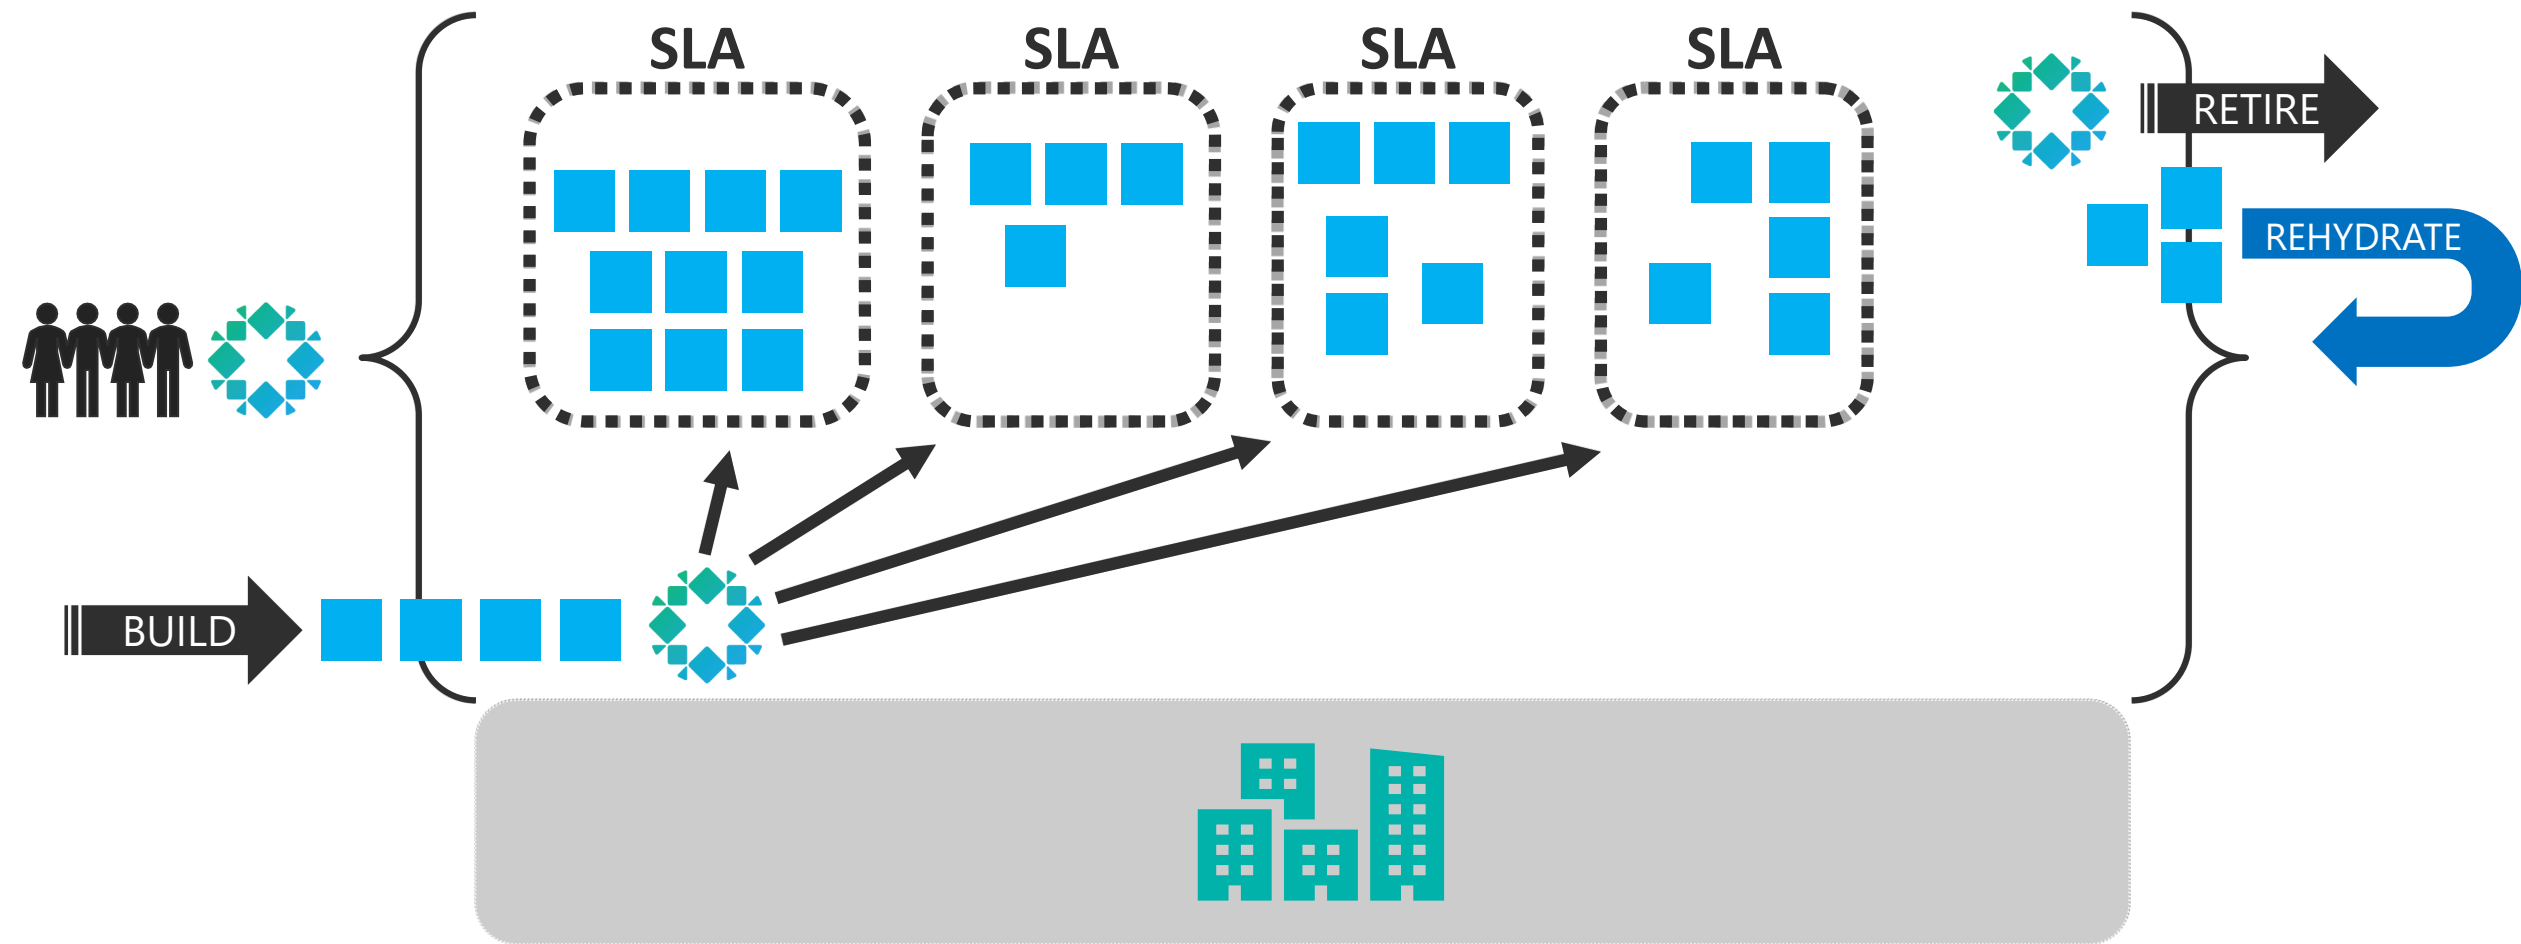 SLA
SLA
SLA
SLA
RETIRE
REHYDRATE
BUILD